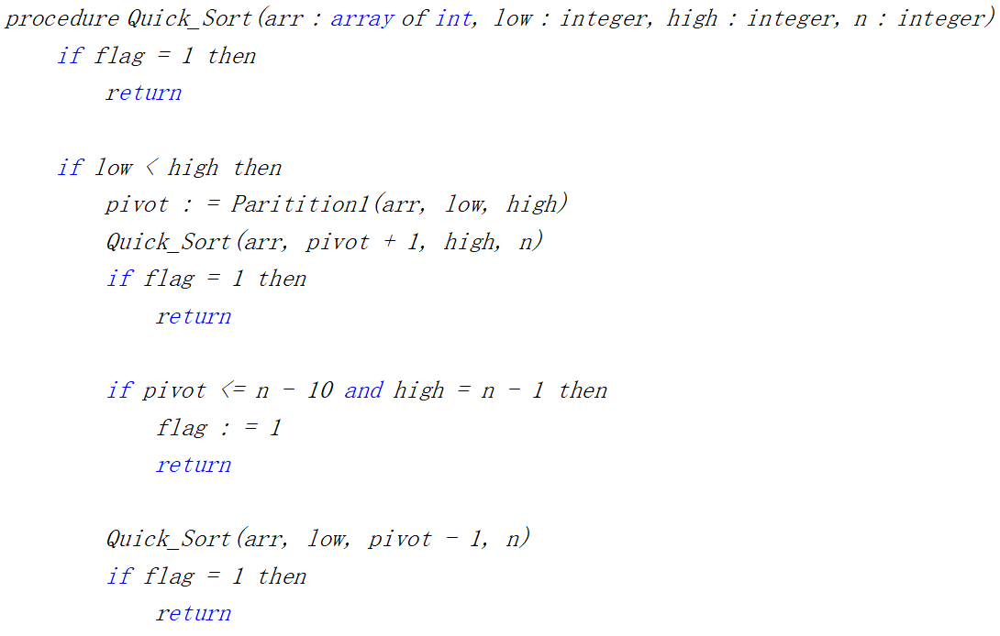 procedure Quick_Sort(arr : array of int, low : integer, high : integer, n : integer)
if flag = 1 then
return
if low < high then
pivot : = Paritition1(arr, low, high)
Quick_Sort(arr, pivot + 1, high, n)
if flag = 1 then
return
if pivot <= n - 10 and high = n - 1 then
flag : = 1
return
Quick_Sort(arr, low, pivot - 1, n)
if flag = 1 then
return